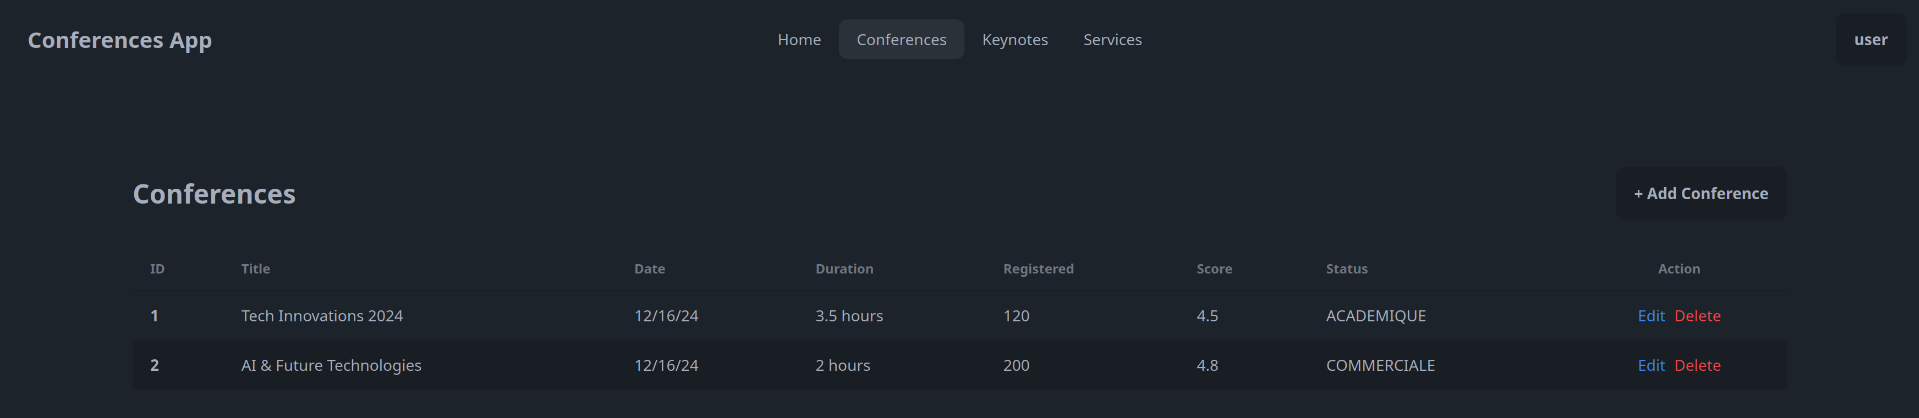 Conferences App Home Conferences Keynotes Services user
Conferences + Add Conference
ID Title Date Duration Registered Score Status Action
1 Tech Innovations 2024 12/16/24 3.5 hours 120 4.5 ACADEMIQUE Edit Delete
2 AI & Future Technologies 12/16/24 2 hours 200 4.8 COMMERCIALE Edit Delete